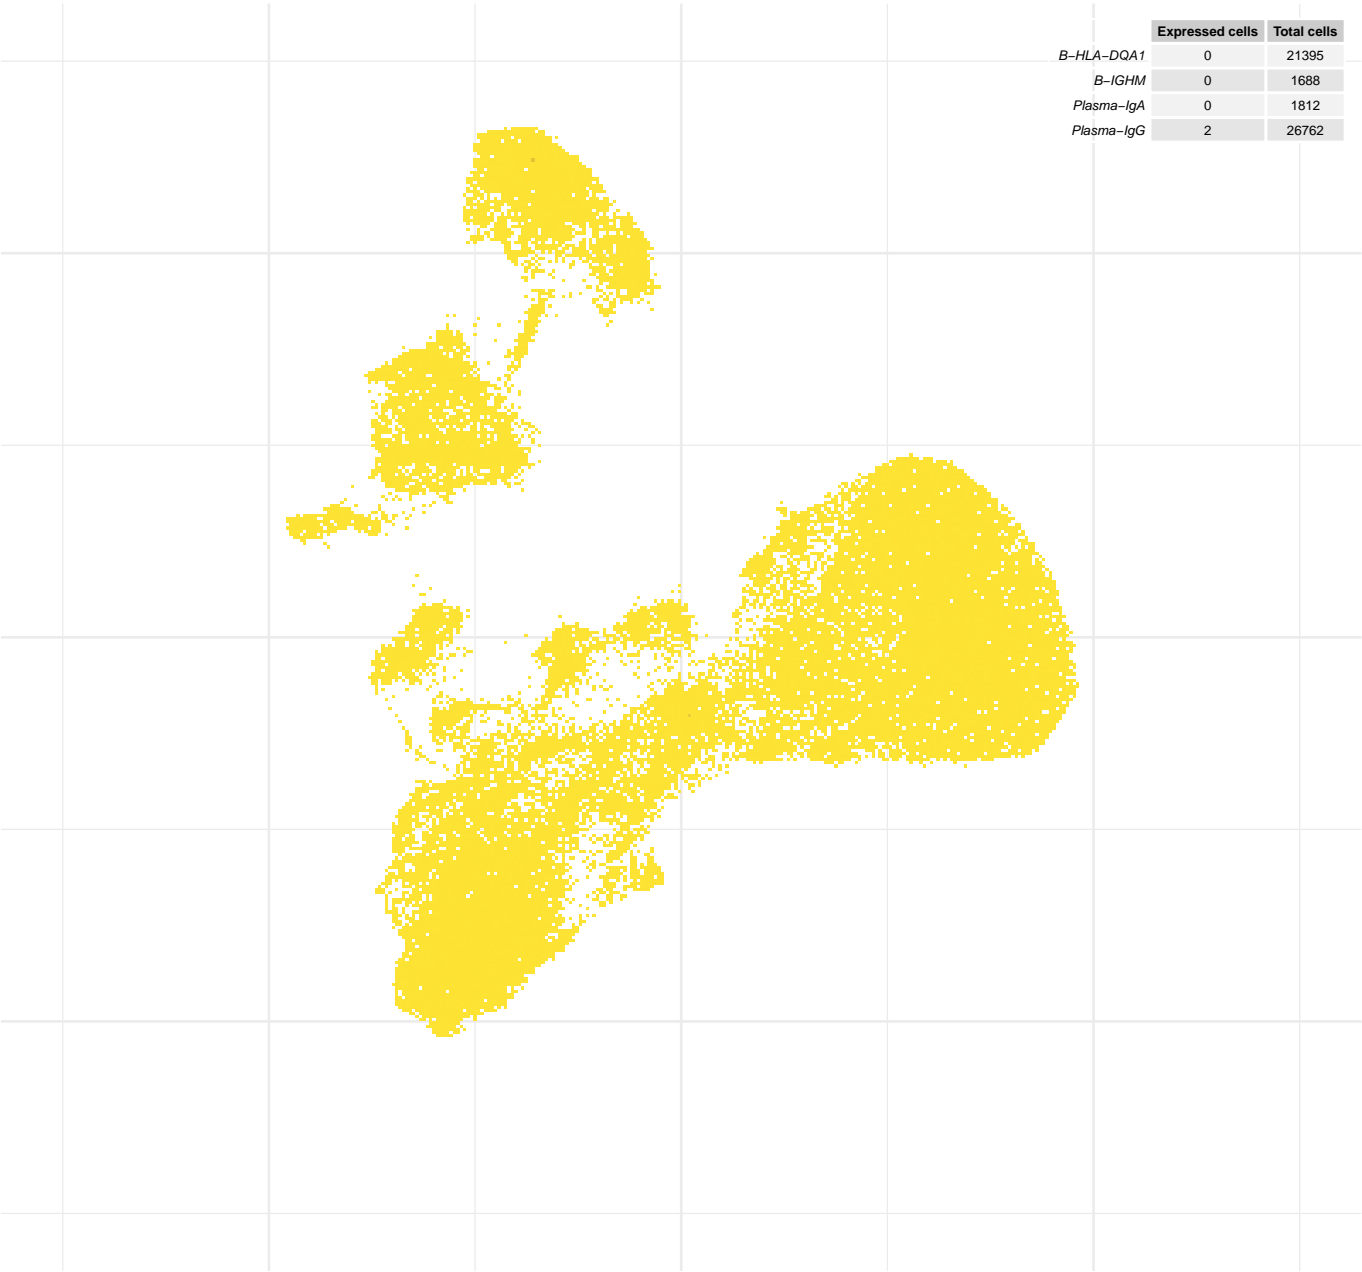 Expressed cells Total cells
B−HLA−DQA1 0 21395
B−IGHM 0 1688
Plasma−IgA 0 1812
Plasma−IgG 2 26762